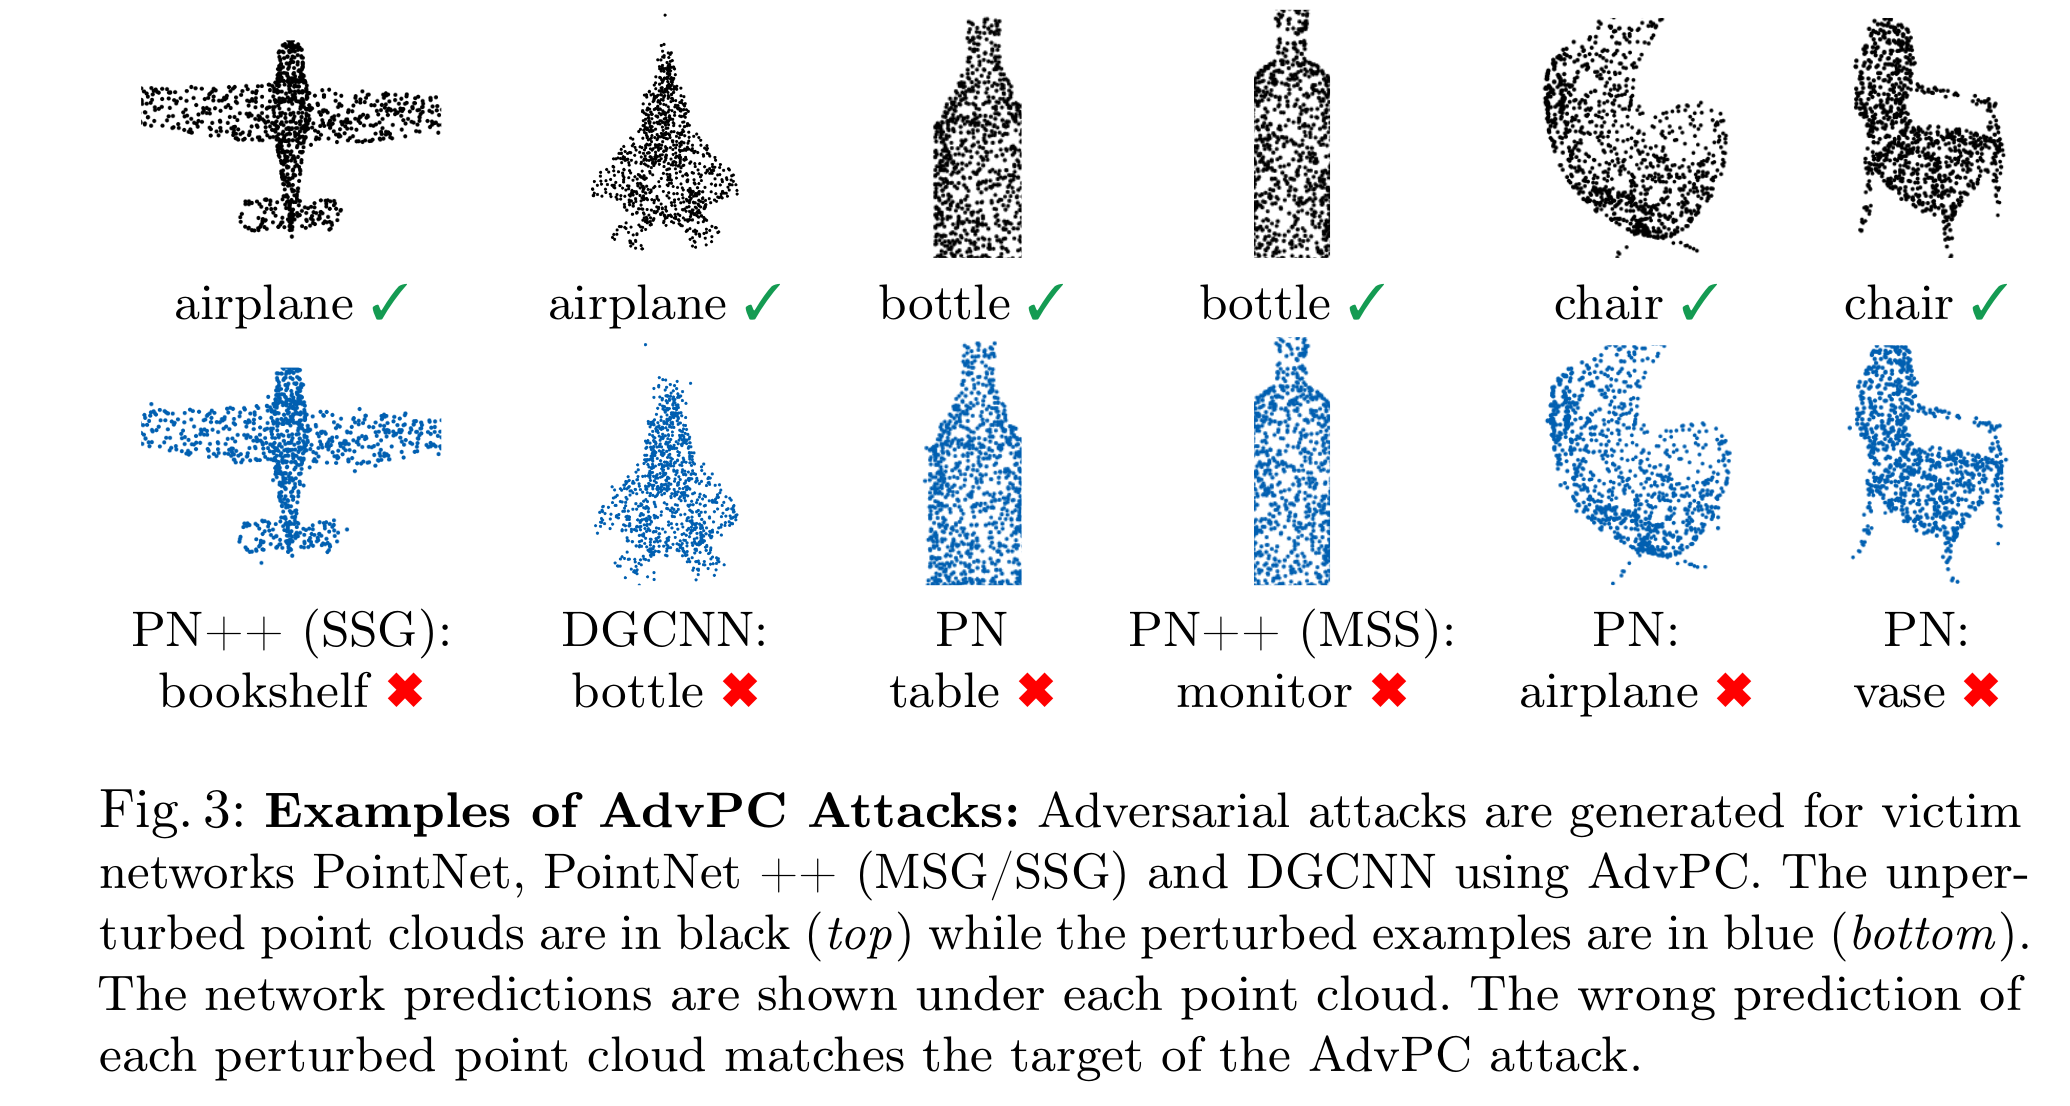 airplane ✓ airplane ✓ bottle ✓ bottle ✓ chair ✓ chair ✓
PN++ (SSG): DGCNN: PN PN++ (MSS): PN: PN:
bookshelf ✖ bottle ✖ table ✖ monitor ✖ airplane ✖ vase ✖
Fig. 3: Examples of AdvPC Attacks: Adversarial attacks are generated for victim
networks PointNet, PointNet ++ (MSG/SSG) and DGCNN using AdvPC. The unper-
turbed point clouds are in black (top) while the perturbed examples are in blue (bottom).
The network predictions are shown under each point cloud. The wrong prediction of
each perturbed point cloud matches the target of the AdvPC attack.